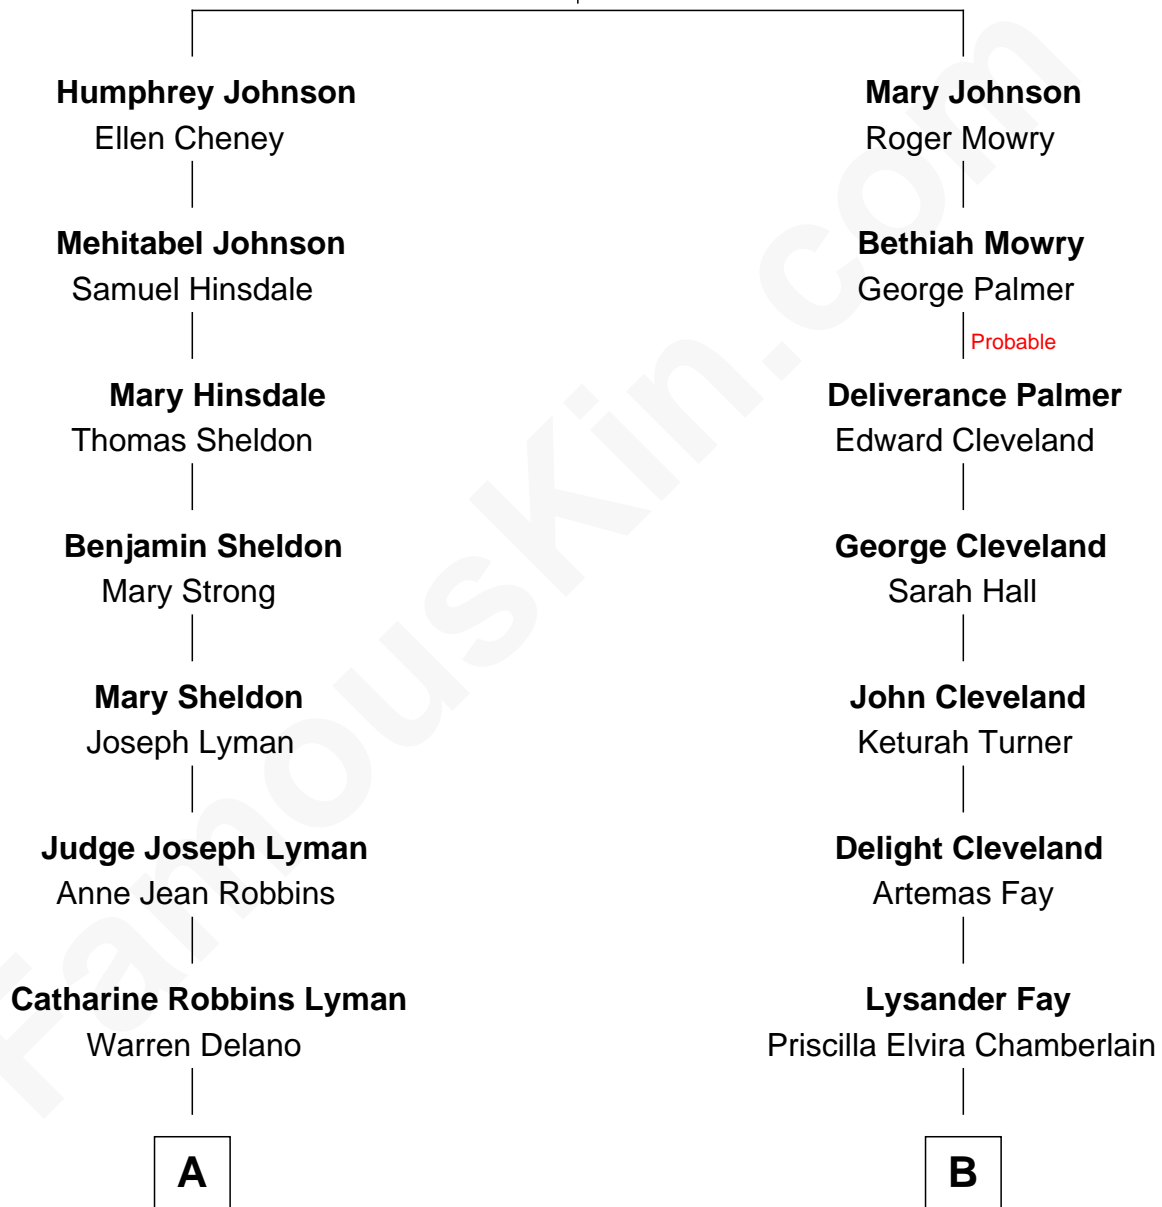 Humphrey Johnson
Ellen Cheney
Mehitabel Johnson
Samuel Hinsdale
Mary Hinsdale
Thomas Sheldon
Benjamin Sheldon
Mary Strong
Mary Sheldon
Joseph Lyman
Judge Joseph Lyman
Anne Jean Robbins
Catharine Robbins Lyman
Warren Delano
A
Mary Johnson
Roger Mowry
Bethiah Mowry
George Palmer
Probable
Deliverance Palmer
Edward Cleveland
George Cleveland
Sarah Hall
John Cleveland
Keturah Turner
Delight Cleveland
Artemas Fay
Lysander Fay
Priscilla Elvira Chamberlain
B
FamousKin.com